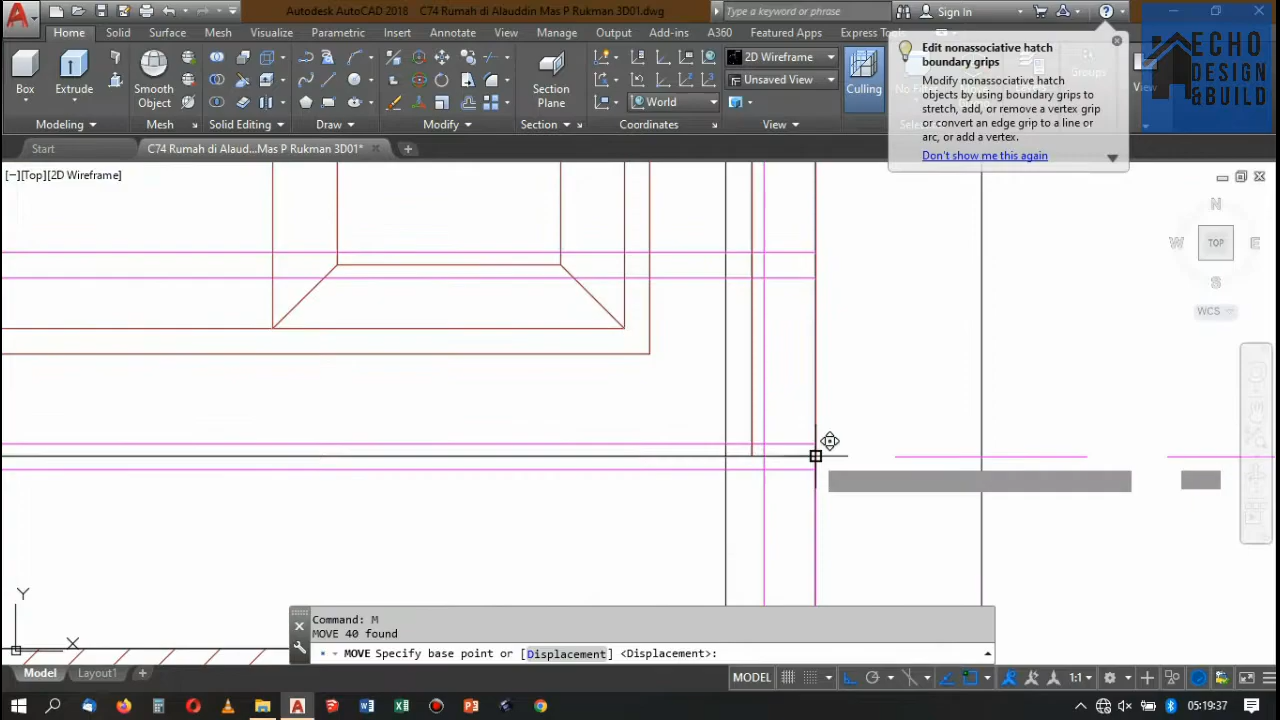 Autodesk AutoCAD 2018 C74 Rumah di Alauddin Mas P Rukman 3D01.dwg
Type a keyword or phrase
Sign In
Home Solid Surface Mesh Visualize Parametric Insert Annotate View Manage Output Add-ins A360 Featured Apps Express Tools
Box
Extrude
Smooth Object
Section Plane
World
2D Wireframe
Unsaved View
Culling
Groups
View
Modeling Mesh Solid Editing Draw Modify Section Coordinates View
ECHO
DESIGN
&BUILD
Edit nonassociative hatch
boundary grips
Modify nonassociative hatch
objects by using boundary grips to
stretch, add, or remove a vertex grip
or convert an edge grip to a line or
arc, or add a vertex.
Don't show me this again
Start C74 Rumah di Alaud...Mas P Rukman 3D01*
[−][Top][2D Wireframe]
N
W TOP E
S
WCS
Y
X
Command: M
MOVE 40 found
MOVE Specify base point or [Displacement] <Displacement>:
Model Layout1
MODEL 1:1
05:19:37